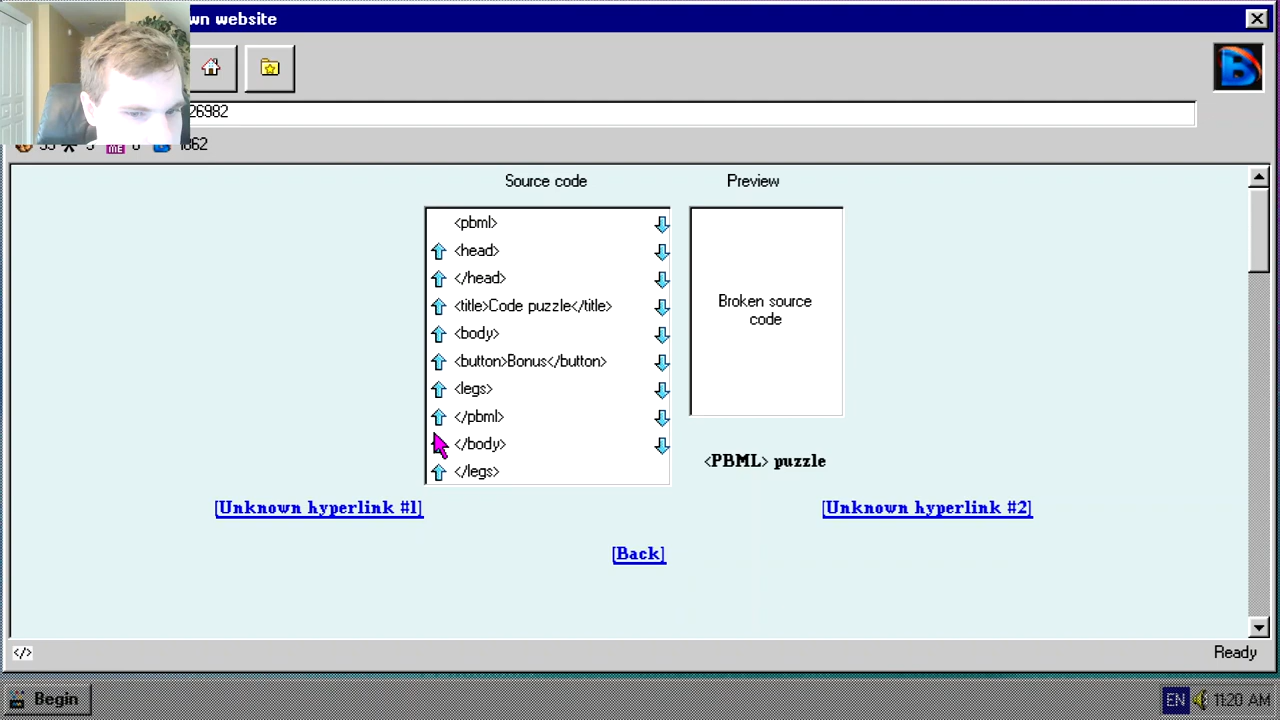 wn website
26982
1862
Source code
Preview
<pbml>
<head>
</head>
<title>Code puzzle</title>
<body>
<button>Bonus</button>
<legs>
</pbml>
</body>
</legs>
Broken source
code
<PBML> puzzle
[Unknown hyperlink #1]
[Unknown hyperlink #2]
[Back]
</>
Ready
Begin
EN
11:20 AM